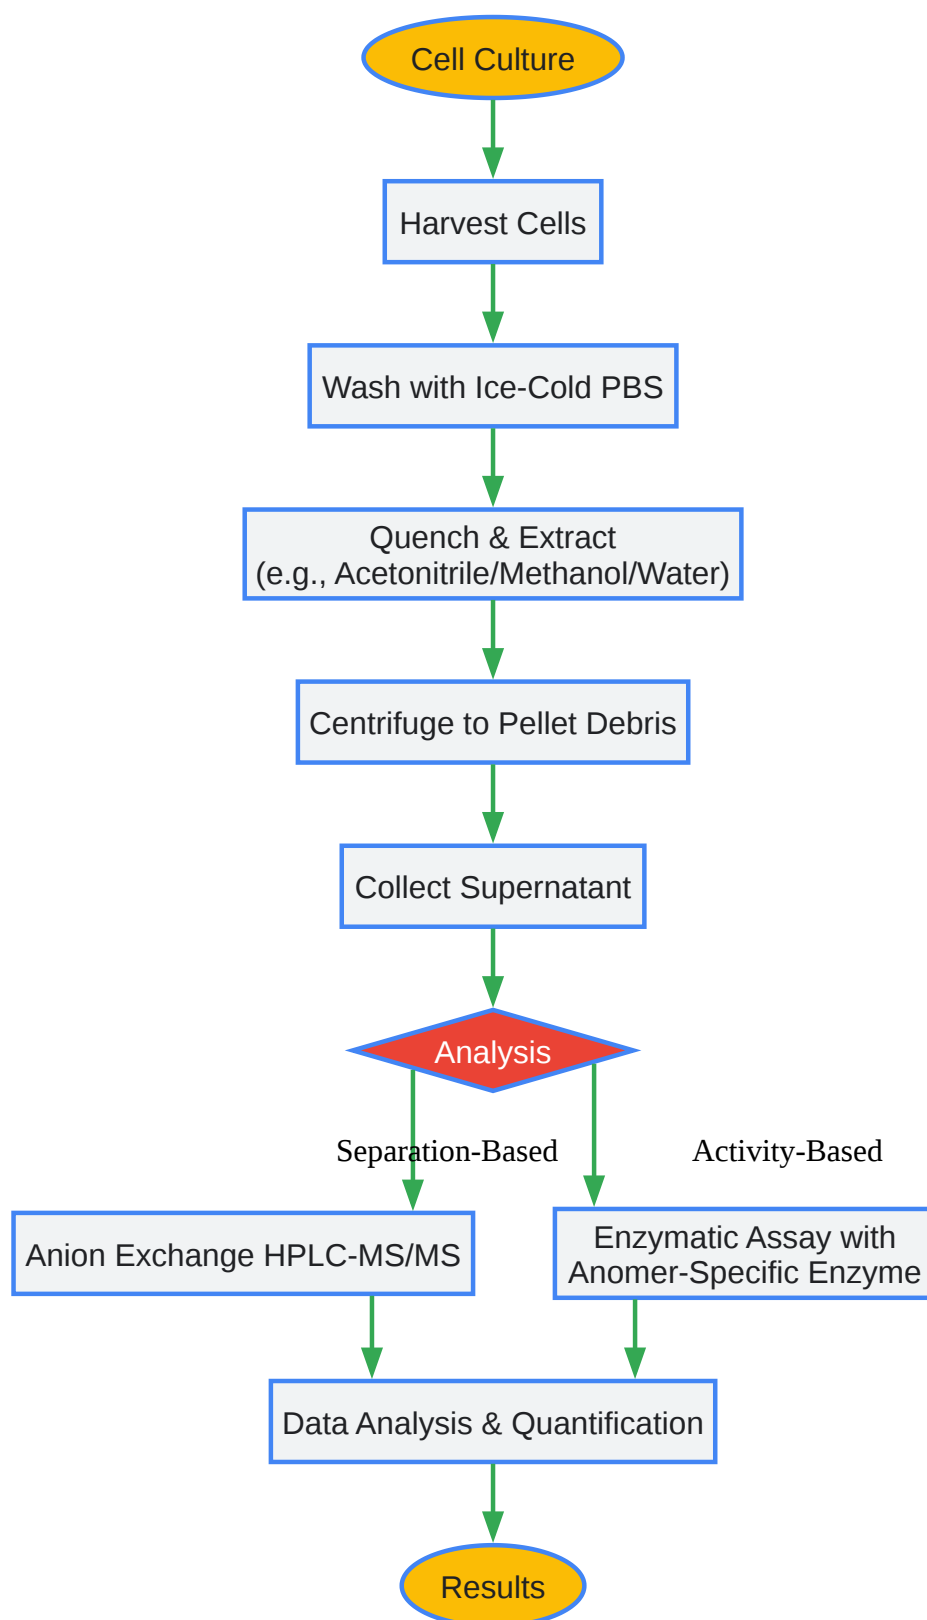 Cell Culture
Harvest Cells
Wash with Ice-Cold PBS
Quench & Extract
(e.g., Acetonitrile/Methanol/Water)
Centrifuge to Pellet Debris
Collect Supernatant
Analysis
Separation-Based
Activity-Based
Anion Exchange HPLC-MS/MS
Enzymatic Assay with
Anomer-Specific Enzyme
Data Analysis & Quantification
Results